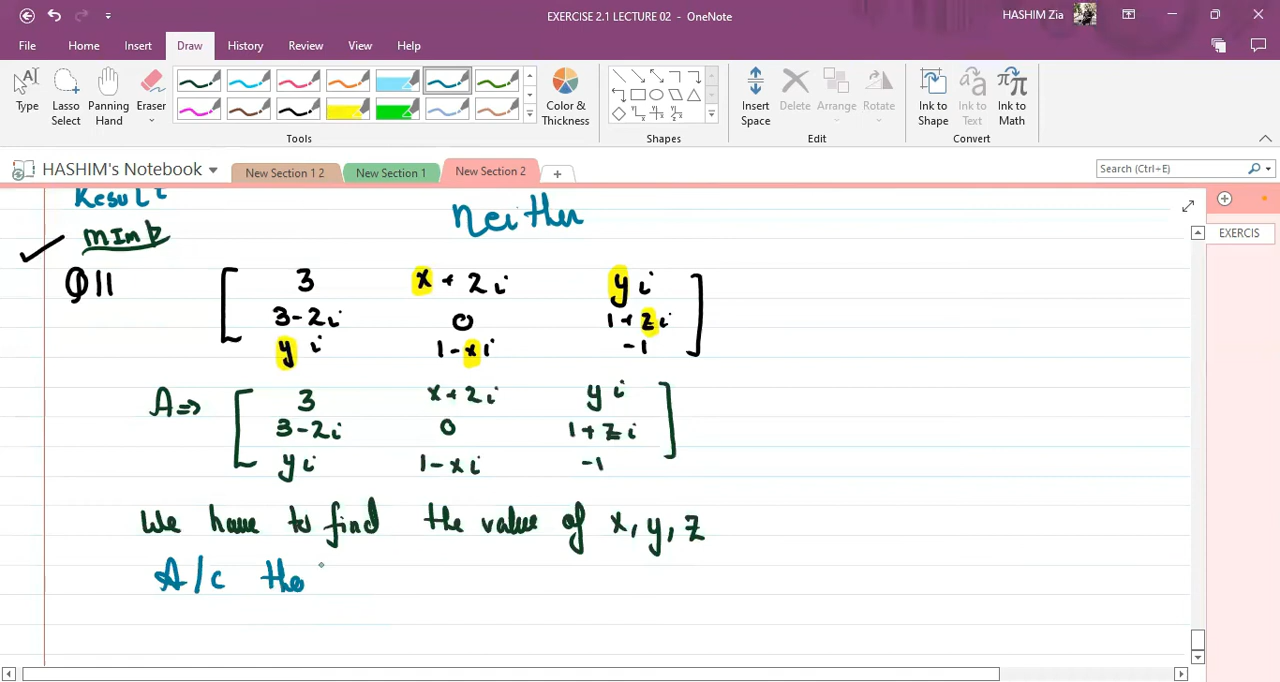 EXERCISE 2.1 LECTURE 02 - OneNote
HASHIM Zia
File Home Insert Draw History Review View Help
Type
Lasso Select
Panning Hand
Eraser
Color & Thickness
Insert Space
Delete
Arrange
Rotate
Ink to Shape
Ink to Text
Ink to Math
Tools
Shapes
Edit
Convert
HASHIM's Notebook
New Section 1 2
New Section 1
New Section 2
Search (Ctrl+E)
EXERCIS
Result
neither
mImp
Q11
3 x + 2i yi
3-2i 0 1+zi
yi 1-xi -1
A⇒ 3 x+2i yi
3-2i 0 1+zi
yi 1-xi -1
We have to find the value of x, y, z
A/c the